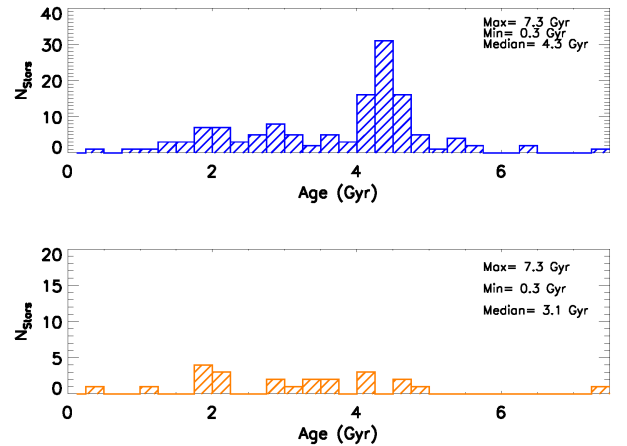 40
30
20
10
0
N_Stars
Max= 7.3 Gyr
Min= 0.3 Gyr
Median= 4.3 Gyr
0 2 4 6
Age (Gyr)
20
15
10
5
0
N_Stars
Max= 7.3 Gyr
Min= 0.3 Gyr
Median= 3.1 Gyr
0 2 4 6
Age (Gyr)